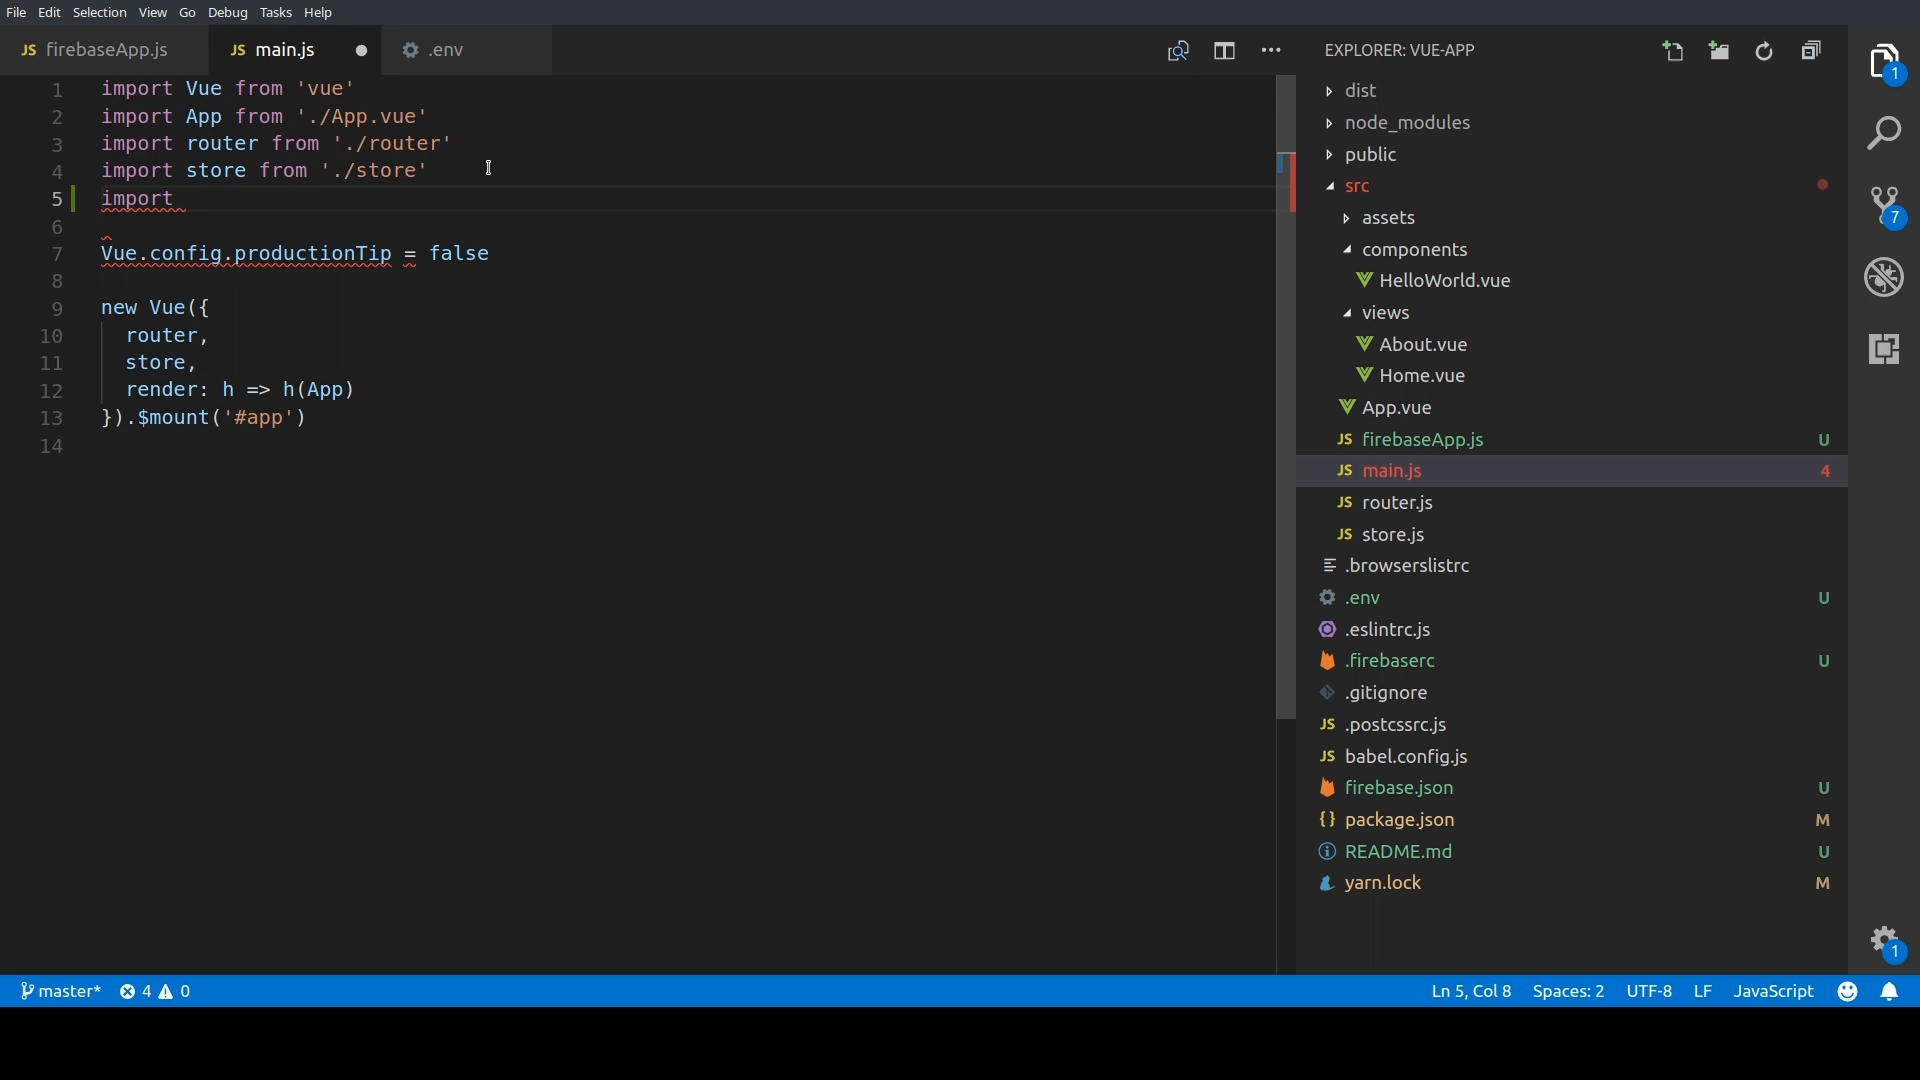 File Edit Selection View Go Debug Tasks Help
JS firebaseApp.js JS main.js .env
1 import Vue from 'vue'
2 import App from './App.vue'
3 import router from './router'
4 import store from './store'
5 import
6
7 Vue.config.productionTip = false
8
9 new Vue({
10 router,
11 store,
12 render: h => h(App)
13 }).$mount('#app')
14
EXPLORER: VUE-APP
dist
node_modules
public
src
assets
components
HelloWorld.vue
views
About.vue
Home.vue
App.vue
JS firebaseApp.js U
JS main.js 4
JS router.js
JS store.js
.browserslistrc
.env U
.eslintrc.js
.firebaserc U
.gitignore
JS .postcssrc.js
JS babel.config.js
firebase.json U
{} package.json M
README.md U
yarn.lock M
1
7
1
master* 4 0 Ln 5, Col 8 Spaces: 2 UTF-8 LF JavaScript